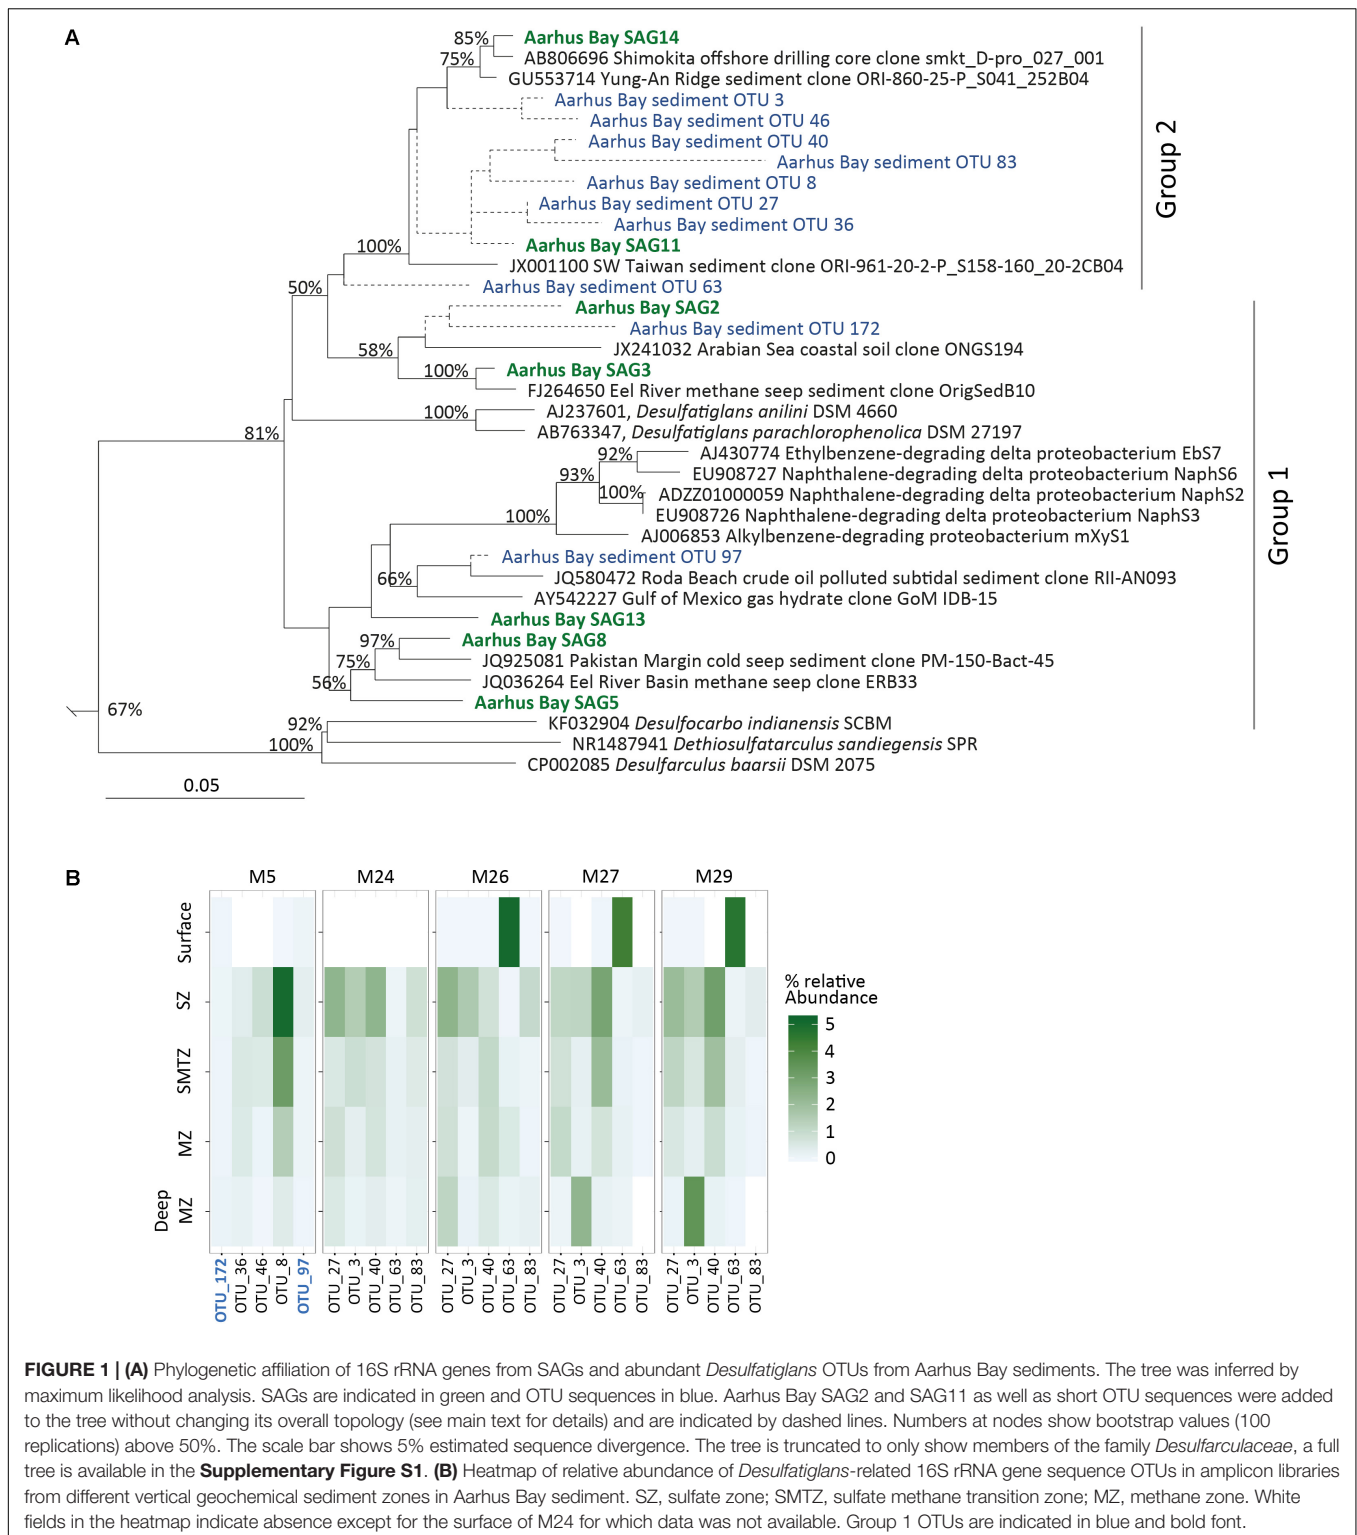 A
85%
Aarhus Bay SAG14
AB806696 Shimokita offshore drilling core clone smkt_D-pro_027_001
75%
GU553714 Yung-An Ridge sediment clone ORI-860-25-P_S041_252B04
Aarhus Bay sediment OTU 3
Aarhus Bay sediment OTU 46
Aarhus Bay sediment OTU 40
Aarhus Bay sediment OTU 83
Aarhus Bay sediment OTU 8
Aarhus Bay sediment OTU 27
Aarhus Bay sediment OTU 36
100%
Aarhus Bay SAG11
JX001100 SW Taiwan sediment clone ORI-961-20-2-P_S158-160_20-2CB04
50%
Aarhus Bay sediment OTU 63
Group 2
Aarhus Bay SAG2
Aarhus Bay sediment OTU 172
58%
JX241032 Arabian Sea coastal soil clone ONGS194
100%
Aarhus Bay SAG3
FJ264650 Eel River methane seep sediment clone OrigSedB10
100%
AJ237601, Desulfatiglans anilini DSM 4660
81%
AB763347, Desulfatiglans parachlorophenolica DSM 27197
92%
AJ430774 Ethylbenzene-degrading delta proteobacterium EbS7
93%
EU908727 Naphthalene-degrading delta proteobacterium NaphS6
100%
ADZZ01000059 Naphthalene-degrading delta proteobacterium NaphS2
100%
EU908726 Naphthalene-degrading delta proteobacterium NaphS3
AJ006853 Alkylbenzene-degrading proteobacterium mXyS1
Aarhus Bay sediment OTU 97
66%
JQ580472 Roda Beach crude oil polluted subtidal sediment clone RII-AN093
AY542227 Gulf of Mexico gas hydrate clone GoM IDB-15
Aarhus Bay SAG13
97%
Aarhus Bay SAG8
75%
JQ925081 Pakistan Margin cold seep sediment clone PM-150-Bact-45
56%
JQ036264 Eel River Basin methane seep clone ERB33
Aarhus Bay SAG5
Group 1
67%
92%
KF032904 Desulfocarbo indianensis SCBM
100%
NR1487941 Dethiosulfatarculus sandiegensis SPR
CP002085 Desulfarculus baarsii DSM 2075
0.05
B
M5 M24 M26 M27 M29
Surface
SZ
SMTZ
MZ
Deep
MZ
% relative
Abundance
5
4
3
2
1
0
OTU_172 OTU_36 OTU_46 OTU_8 OTU_97 OTU_27 OTU_3 OTU_40 OTU_63 OTU_83 OTU_27 OTU_3 OTU_40 OTU_63 OTU_83 OTU_27 OTU_3 OTU_40 OTU_63 OTU_83 OTU_27 OTU_3 OTU_40 OTU_63 OTU_83
FIGURE 1 | (A) Phylogenetic affiliation of 16S rRNA genes from SAGs and abundant Desulfatiglans OTUs from Aarhus Bay sediments. The tree was inferred by
maximum likelihood analysis. SAGs are indicated in green and OTU sequences in blue. Aarhus Bay SAG2 and SAG11 as well as short OTU sequences were added
to the tree without changing its overall topology (see main text for details) and are indicated by dashed lines. Numbers at nodes show bootstrap values (100
replications) above 50%. The scale bar shows 5% estimated sequence divergence. The tree is truncated to only show members of the family Desulfarculaceae, a full
tree is available in the Supplementary Figure S1. (B) Heatmap of relative abundance of Desulfatiglans-related 16S rRNA gene sequence OTUs in amplicon libraries
from different vertical geochemical sediment zones in Aarhus Bay sediment. SZ, sulfate zone; SMTZ, sulfate methane transition zone; MZ, methane zone. White
fields in the heatmap indicate absence except for the surface of M24 for which data was not available. Group 1 OTUs are indicated in blue and bold font.